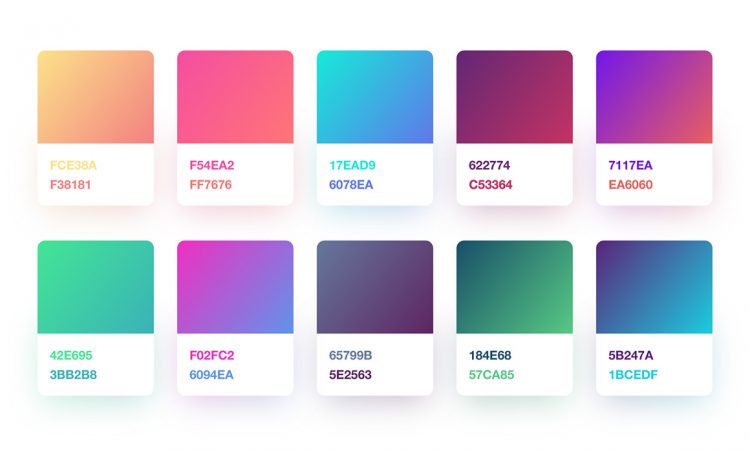 FCE38A
F38181
F54EA2
FF7676
17EAD9
6078EA
622774
C53364
7117EA
EA6060
42E695
3BB2B8
F02FC2
6094EA
65799B
5E2563
184E68
57CA85
5B247A
1BCEDF